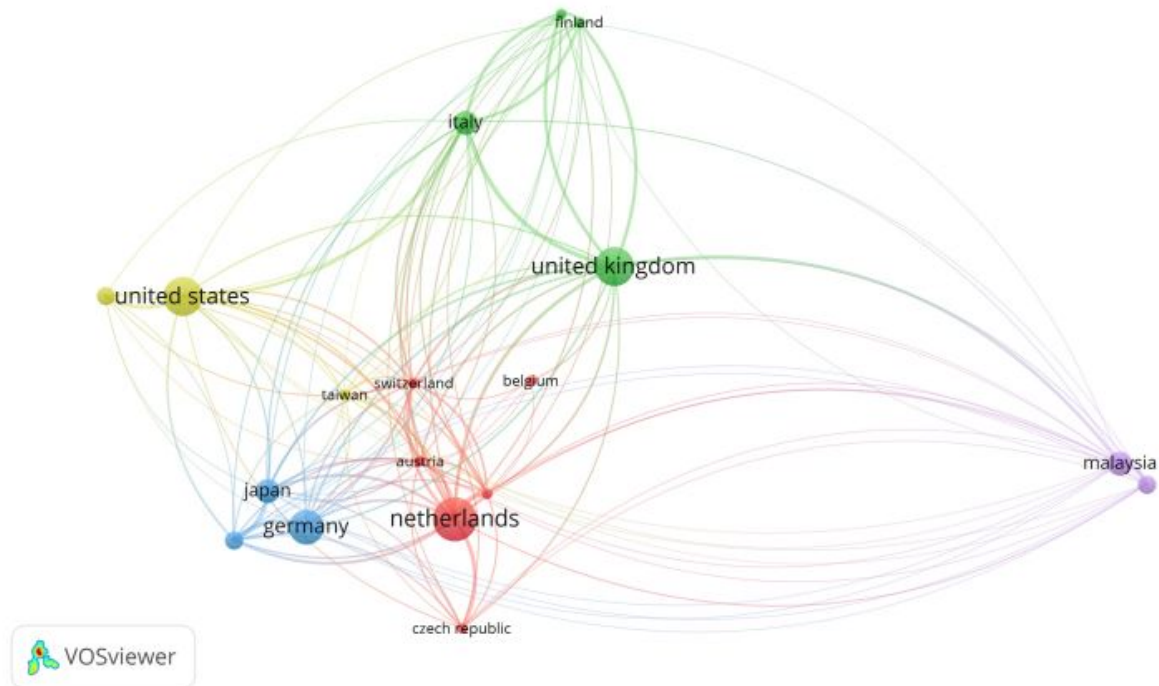 finland
italy
united kingdom
united states
switzerland
belgium
taiwan
austria
malaysia
japan
netherlands
germany
czech republic
VOSviewer